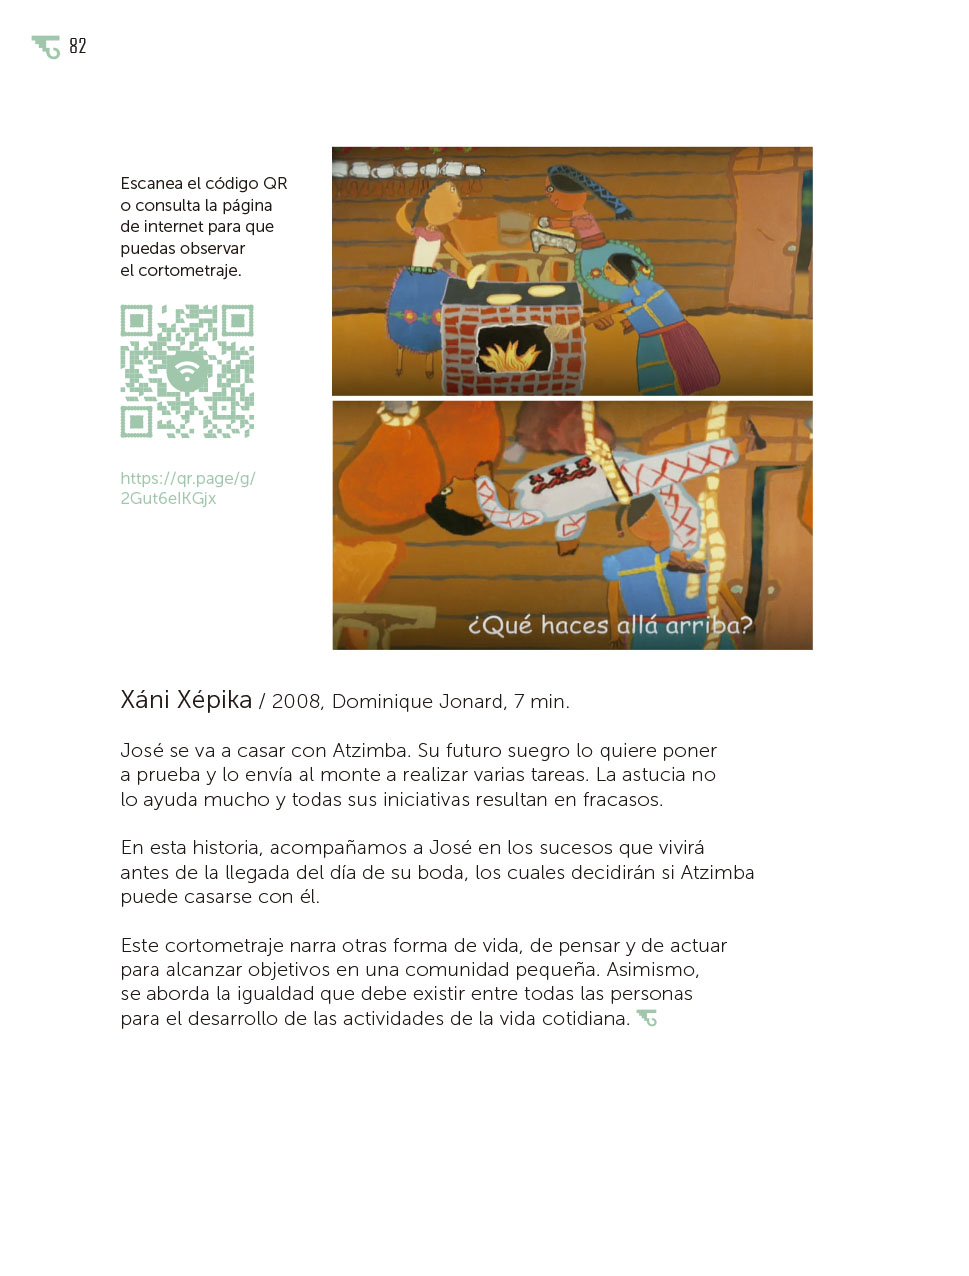 82
Escanea el código QR
o consulta la página
de internet para que
puedas observar
el cortometraje.
https://qr.page/g/
2Gut6eIKGjx
¿Qué haces allá arriba?
Xáni Xépika / 2008, Dominique Jonard, 7 min.
José se va a casar con Atzimba. Su futuro suegro lo quiere poner
a prueba y lo envía al monte a realizar varias tareas. La astucia no
lo ayuda mucho y todas sus iniciativas resultan en fracasos.
En esta historia, acompañamos a José en los sucesos que vivirá
antes de la llegada del día de su boda, los cuales decidirán si Atzimba
puede casarse con él.
Este cortometraje narra otras forma de vida, de pensar y de actuar
para alcanzar objetivos en una comunidad pequeña. Asimismo,
se aborda la igualdad que debe existir entre todas las personas
para el desarrollo de las actividades de la vida cotidiana.